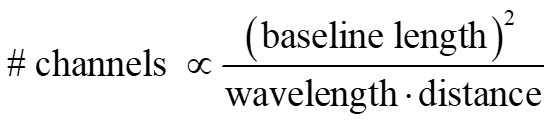 # channels ∝ (baseline length)²
wavelength · distance